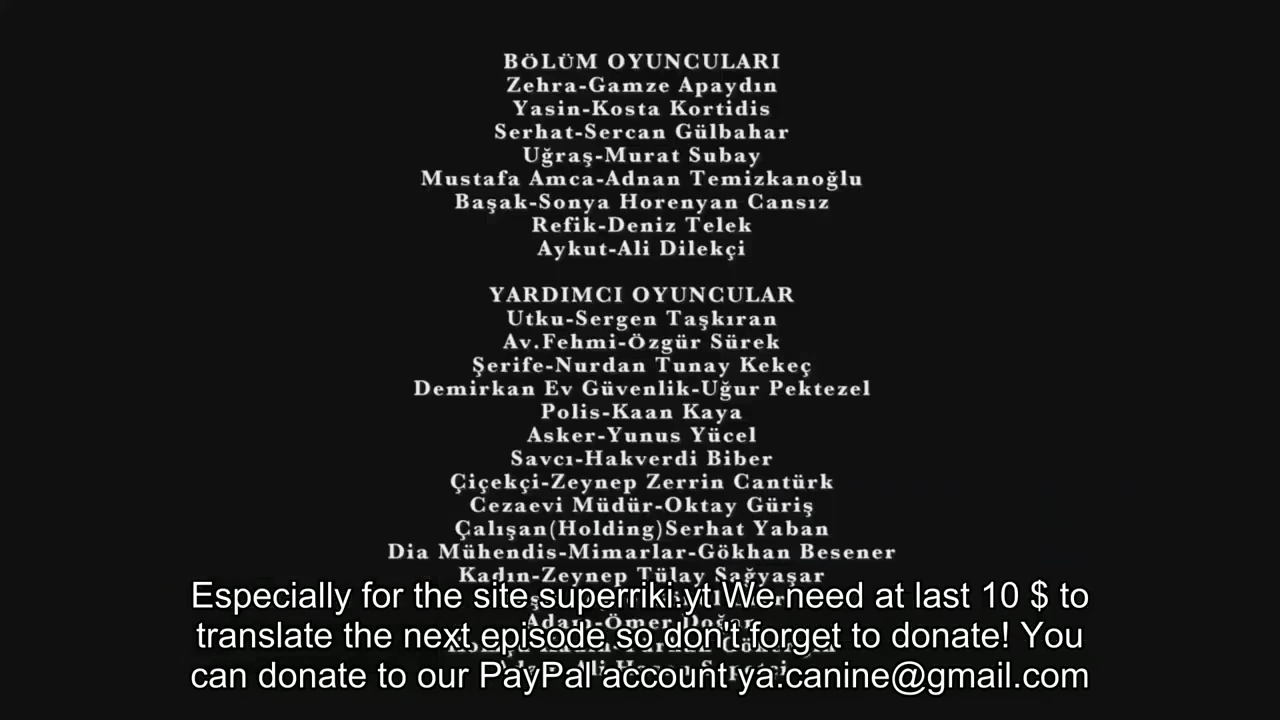 BÖLÜM OYUNCULARI
Zehra-Gamze Apaydın
Yasin-Kosta Kortidis
Serhat-Sercan Gülbahar
Uğraş-Murat Subay
Mustafa Amca-Adnan Temizkanoğlu
Başak-Sonya Horenyan Cansız
Refik-Deniz Telek
Aykut-Ali Dilekçi
YARDIMCI OYUNCULAR
Utku-Sergen Taşkıran
Av.Fehmi-Özgür Sürek
Şerife-Nurdan Tunay Kekeç
Demirkan Ev Güvenlik-Uğur Pektezel
Polis-Kaan Kaya
Asker-Yunus Yücel
Savcı-Hakverdi Biber
Çiçekçi-Zeynep Zerrin Cantürk
Cezaevi Müdür-Oktay Güriş
Çalışan(Holding)Serhat Yaban
Dia Mühendis-Mimarlar-Gökhan Besener
Kadın-Zeynep Tülay Sağyaşar
Adam-Ömer Doğan
Especially for the site superriki.yt We need at last 10 $ to
translate the next episode so don't forget to donate! You
can donate to our PayPal account ya.canine@gmail.com